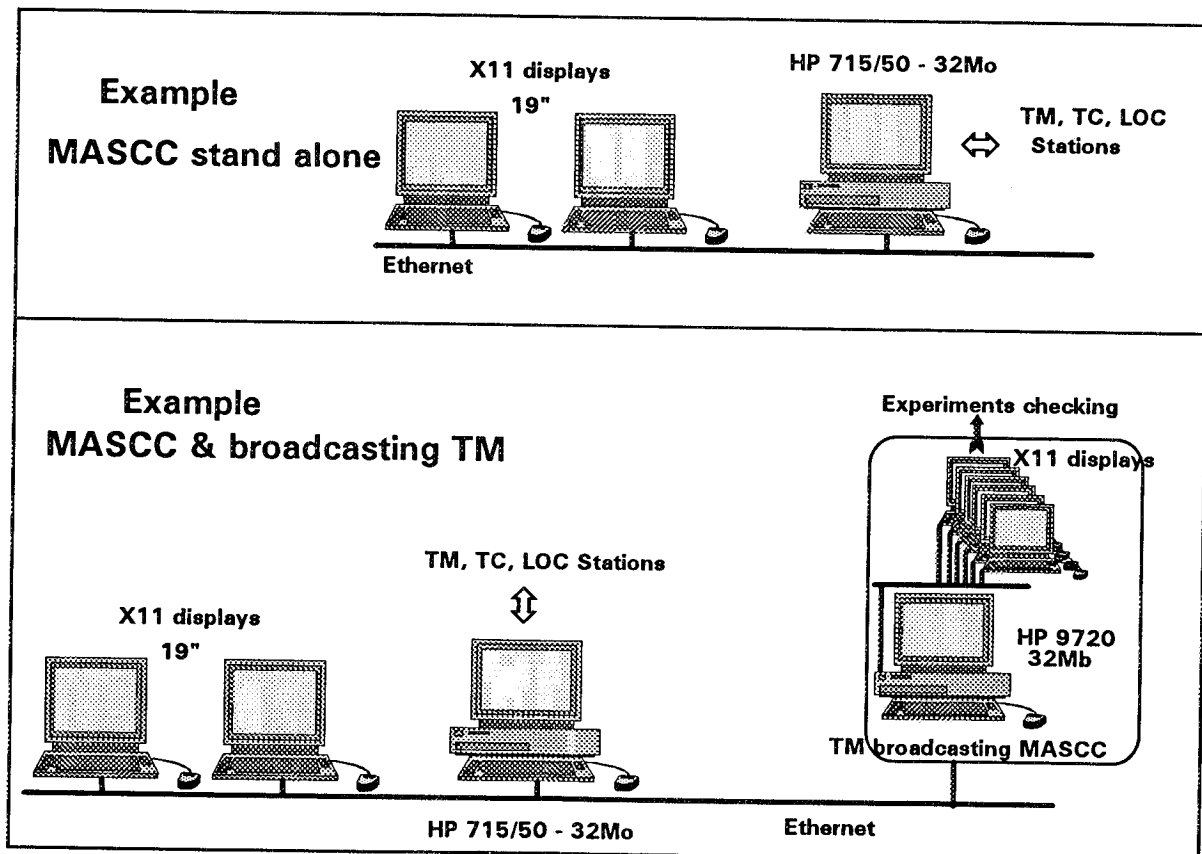 Example
MASCC stand alone
X11 displays
19"
HP 715/50 - 32Mo
TM, TC, LOC
Stations
Ethernet
Example
MASCC & broadcasting TM
Experiments checking
X11 displays
TM, TC, LOC Stations
X11 displays
19"
HP 9720
32Mb
TM broadcasting MASCC
HP 715/50 - 32Mo
Ethernet